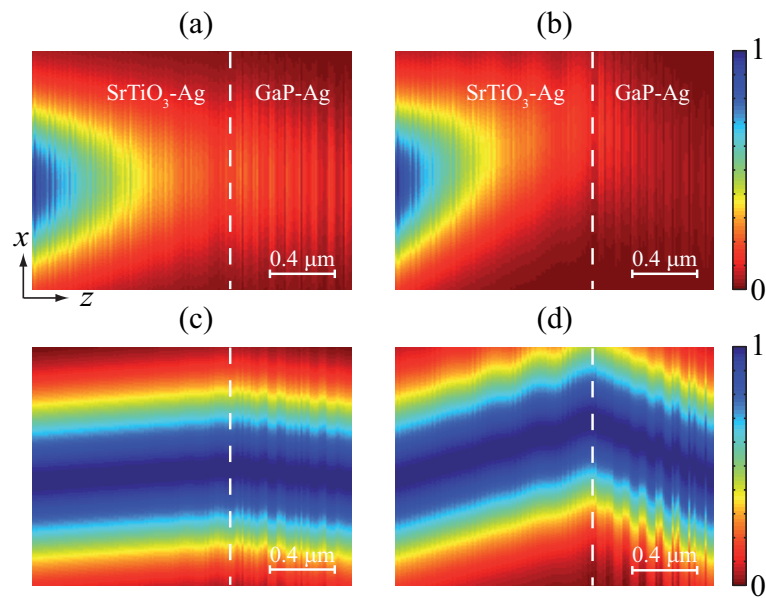 (a) (b)
1
SrTiO₃-Ag GaP-Ag SrTiO₃-Ag GaP-Ag
x
0.4 µm 0.4 µm
z
0
(c) (d)
1
0.4 µm 0.4 µm
0